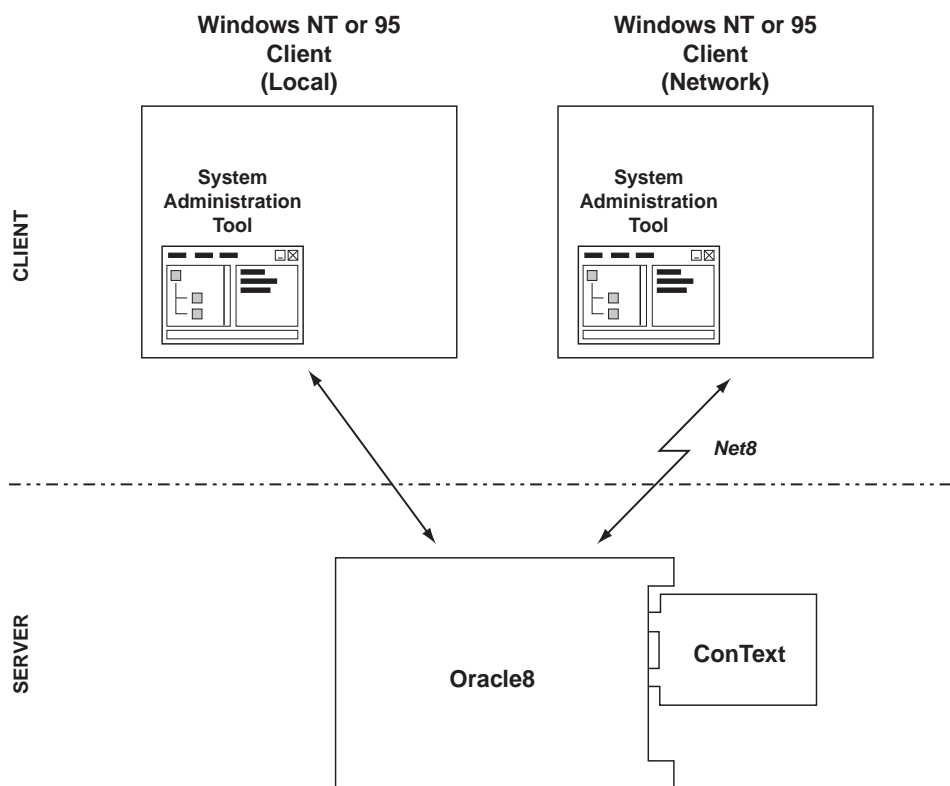 Windows NT or 95
Client
(Local)
Windows NT or 95
Client
(Network)
System
Administration
Tool
System
Administration
Tool
CLIENT
Net8
SERVER
Oracle8
ConText